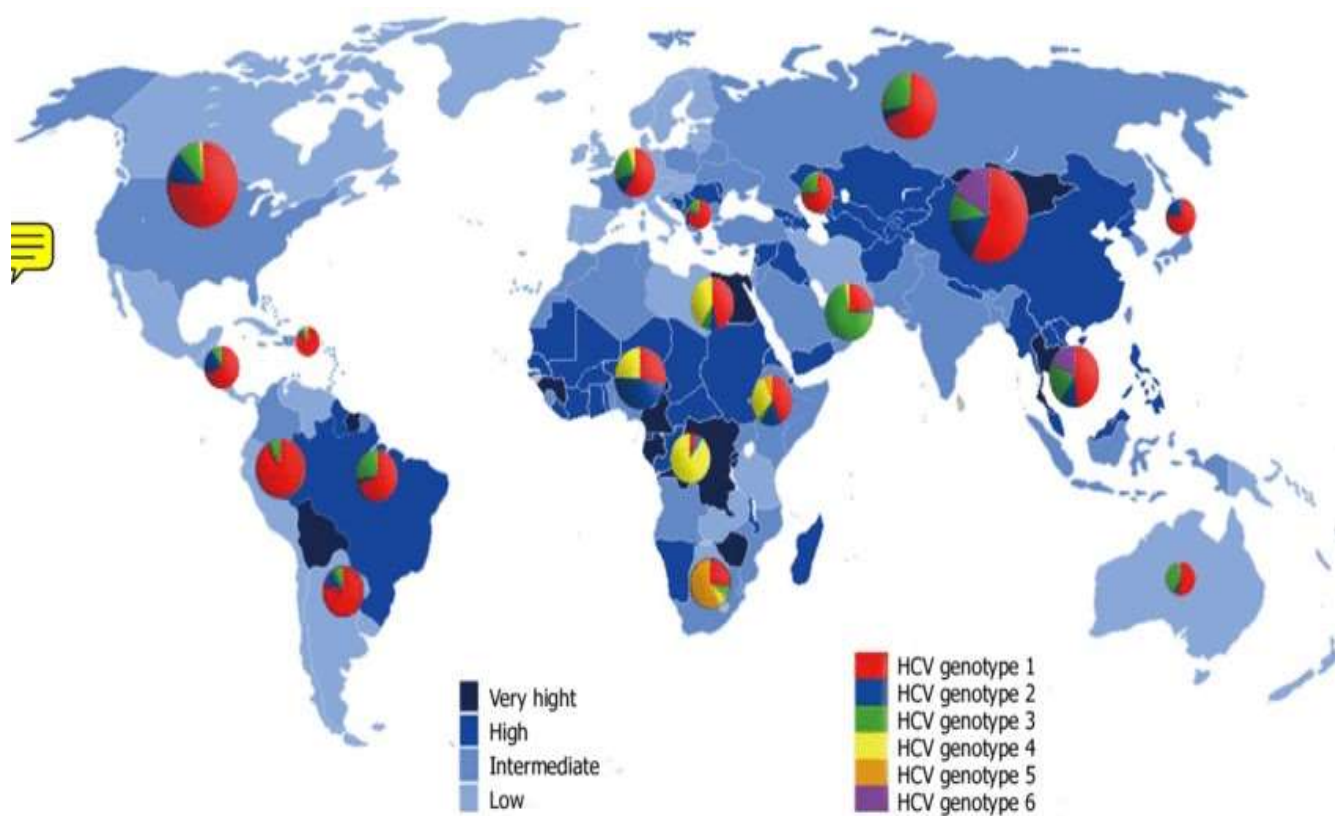 Very hight
High
Intermediate
Low
HCV genotype 1
HCV genotype 2
HCV genotype 3
HCV genotype 4
HCV genotype 5
HCV genotype 6